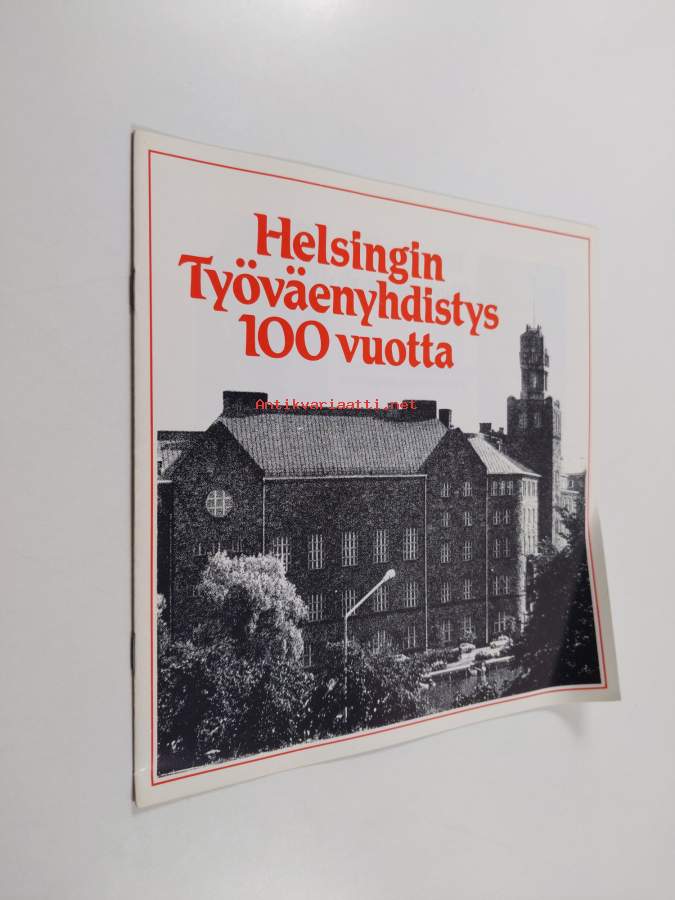 Helsingin
Työväenyhdistys
100 vuotta
Antikvariaatti.net